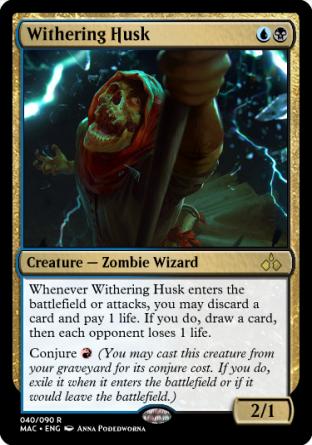 Withering Husk
Creature — Zombie Wizard
Whenever Withering Husk enters the
battlefield or attacks, you may discard a
card and pay 1 life. If you do, draw a card,
then each opponent loses 1 life.
Conjure (You may cast this creature from
your graveyard for its conjure cost. If you do,
exile it when it enters the battlefield or if it
would leave the battlefield.)
2/1
040/090 R
MAC • ENG Anna Podedworna